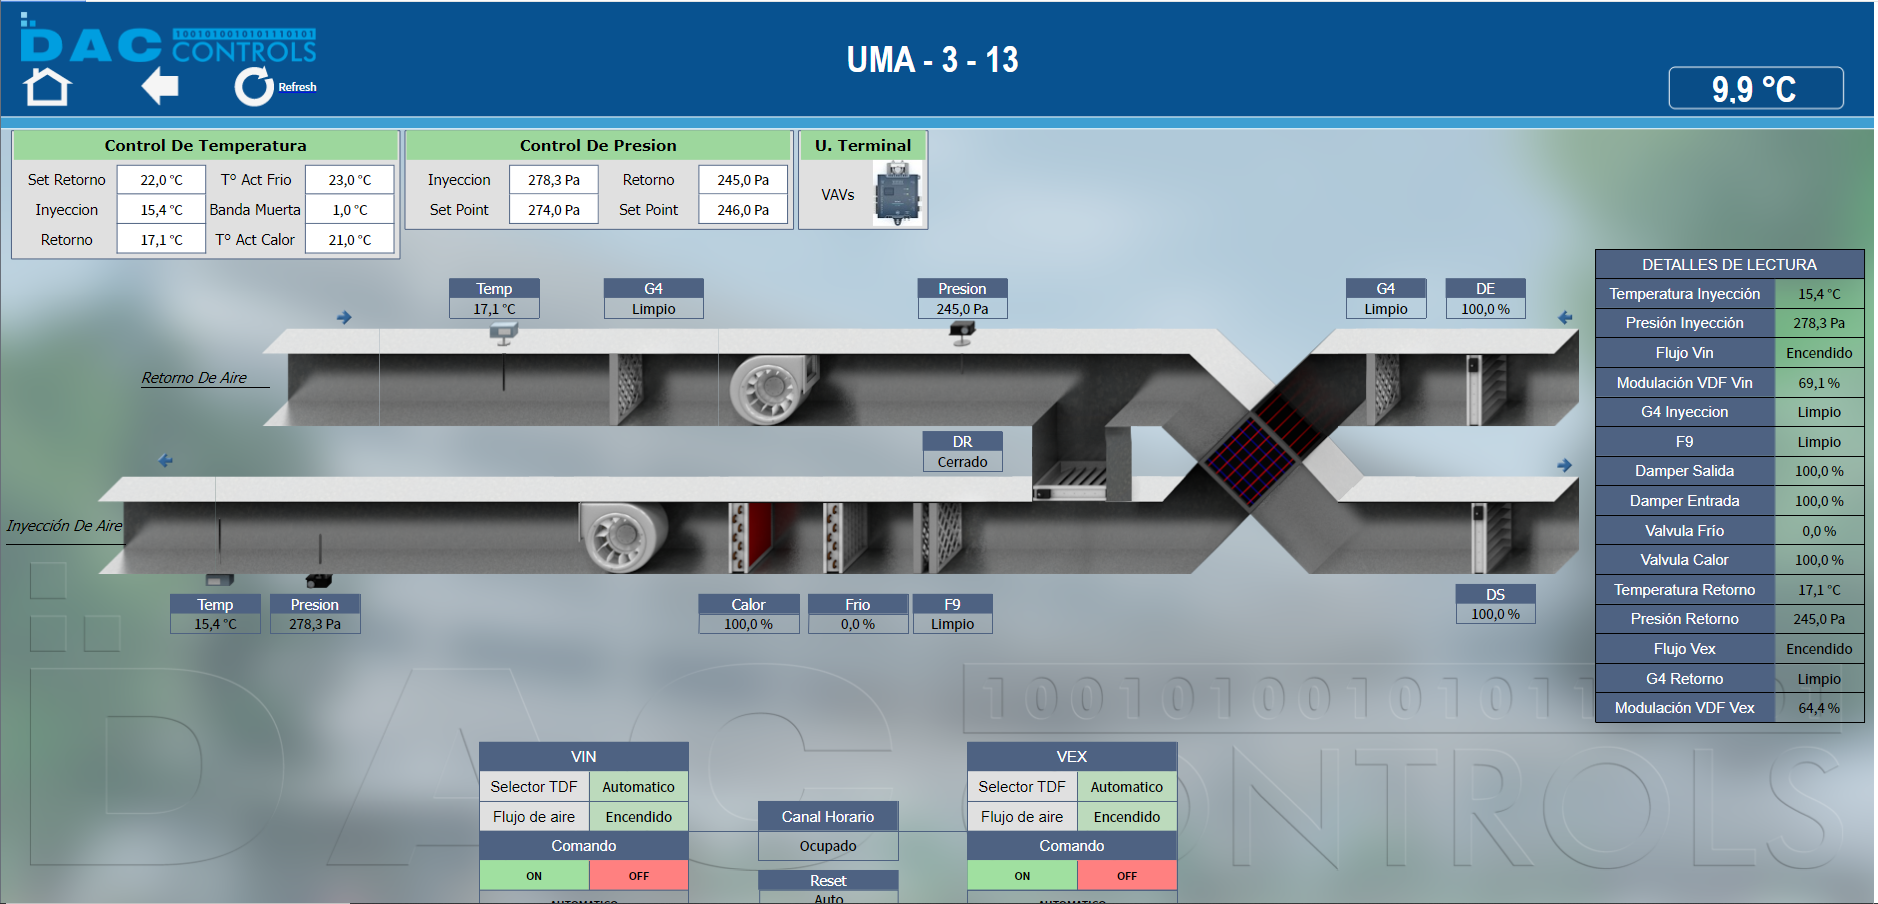 DAC
100101001010111010​1
CONTROLS
Refresh
UMA - 3 - 13
9,9 °C
Control De Temperatura
Set Retorno 22,0 °C T° Act Frio 23,0 °C
Inyeccion 15,4 °C Banda Muerta 1,0 °C
Retorno 17,1 °C T° Act Calor 21,0 °C
Control De Presion
Inyeccion 278,3 Pa Retorno 245,0 Pa
Set Point 274,0 Pa Set Point 246,0 Pa
U. Terminal
VAVs
Temp
17,1 °C
G4
Limpio
Presion
245,0 Pa
G4
Limpio
DE
100,0 %
Retorno De Aire
DR
Cerrado
Inyección De Aire
Temp
15,4 °C
Presion
278,3 Pa
Calor
100,0 %
Frio
0,0 %
F9
Limpio
DS
100,0 %
DETALLES DE LECTURA
Temperatura Inyección 15,4 °C
Presión Inyección 278,3 Pa
Flujo Vin Encendido
Modulación VDF Vin 69,1 %
G4 Inyeccion Limpio
F9 Limpio
Damper Salida 100,0 %
Damper Entrada 100,0 %
Valvula Frío 0,0 %
Valvula Calor 100,0 %
Temperatura Retorno 17,1 °C
Presión Retorno 245,0 Pa
Flujo Vex Encendido
G4 Retorno Limpio
Modulación VDF Vex 64,4 %
VIN
Selector TDF Automatico
Flujo de aire Encendido
Comando
ON OFF
AUTOMATICO
Canal Horario
Ocupado
Reset
Auto
VEX
Selector TDF Automatico
Flujo de aire Encendido
Comando
ON OFF
AUTOMATICO
DAC
CONTROLS